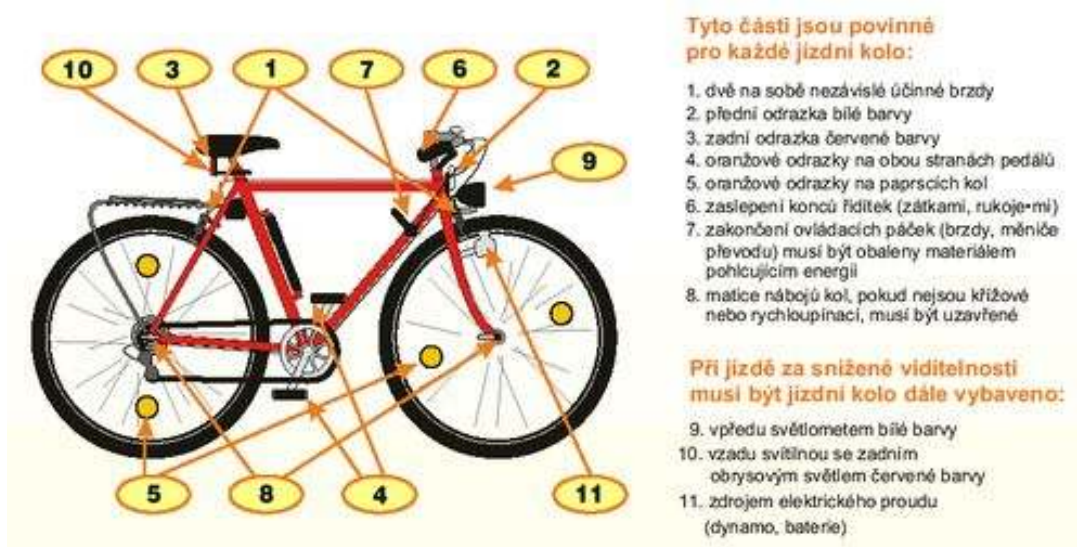 10 3 1 7 6 2
9
5 8 4 11
Tyto části jsou povinné
pro každé jízdní kolo:
1. dvě na sobě nezávislé účinné brzdy
2. přední odrazka bílé barvy
3. zadní odrazka červené barvy
4. oranžové odrazky na obou stranách pedálů
5. oranžové odrazky na paprscích kol
6. zaslepení konců řídítek (zátkami, rukoje•mi)
7. zakončení ovládacích páček (brzdy, měniče
převodu) musí být obaleny materiálem
pohlcujícím energii
8. matice nábojů kol, pokud nejsou křížové
nebo rychloupínací, musí být uzavřené
Při jízdě za snížené viditelnosti
musí být jízdní kolo dále vybaveno:
9. vpředu světlometem bílé barvy
10. vzadu svítilnou se zadním
obrysovým světlem červené barvy
11. zdrojem elektrického proudu
(dynamo, baterie)